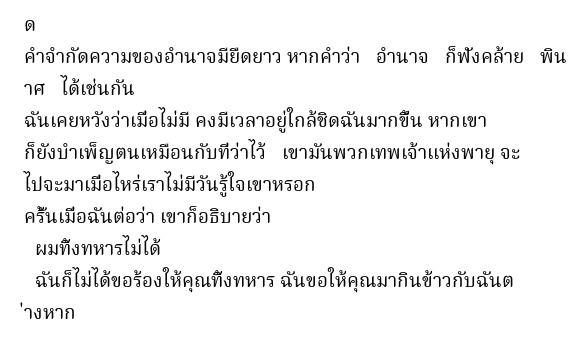 ด
คำจำกัดความของอำนาจมียืดยาว หากคำว่า อำนาจ ก็ฟังคล้าย พิน
าศ ได้เช่นกัน
ฉันเคยหวังว่าเมื่อไม่มี คงมีเวลาอยู่ใกล้ชิดฉันมากขึ้น หากเขา
ก็ยังบำเพ็ญตนเหมือนกับที่ว่าไว้ เขามันพวกเทพเจ้าแห่งพายุ จะ
ไปจะมาเมื่อไหร่เราไม่มีวันรู้ใจเขาหรอก
ครั้นเมื่อฉันต่อว่า เขาก็อธิบายว่า
ผมทิ้งทหารไม่ได้
ฉันก็ไม่ได้ขอร้องให้คุณทิ้งทหาร ฉันขอให้คุณมากินข้าวกับฉันต
่างหาก